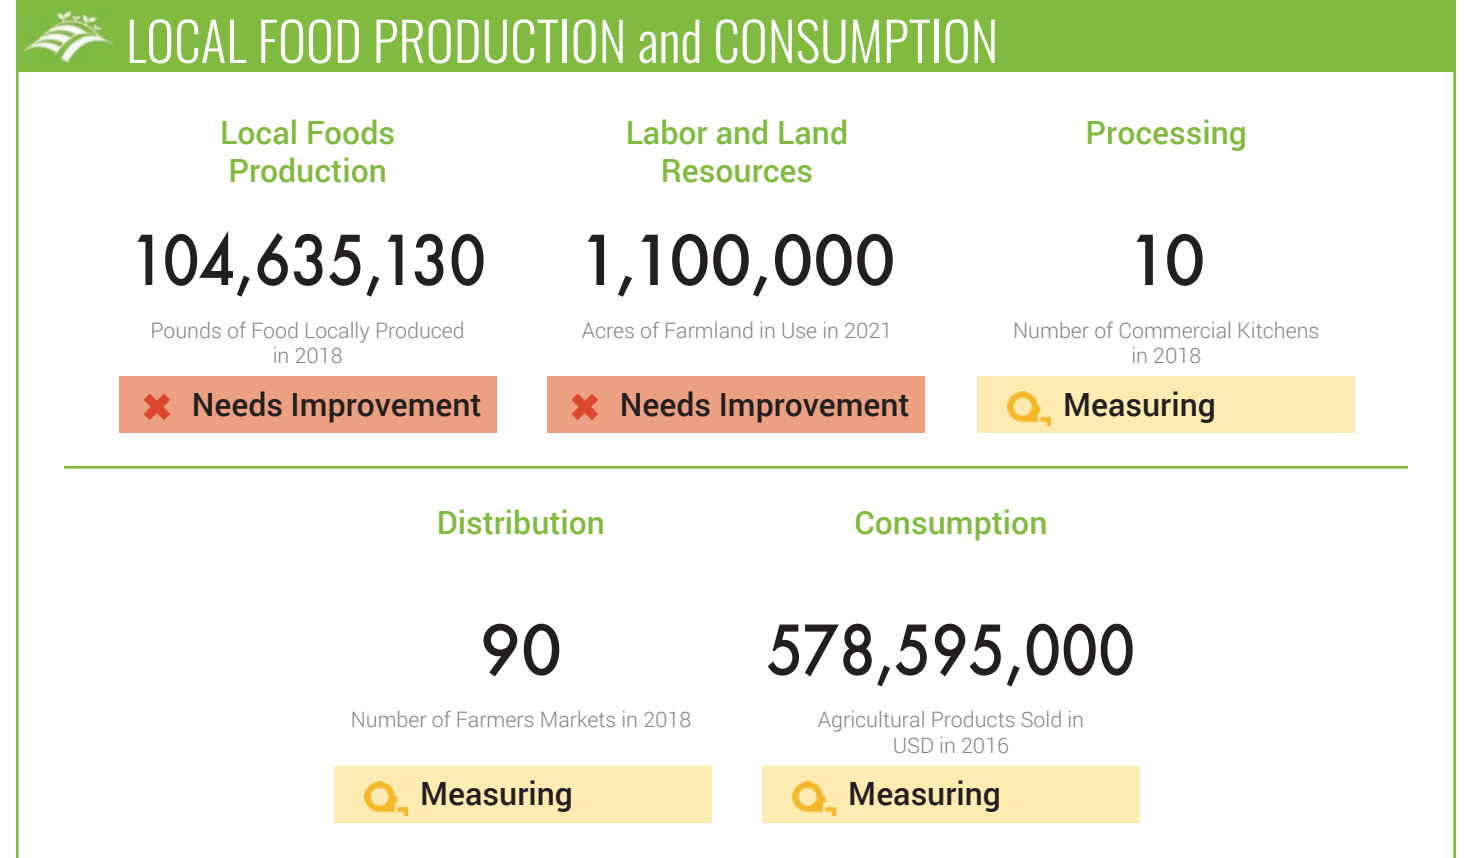 LOCAL FOOD PRODUCTION and CONSUMPTION
Local Foods
Production
104,635,130
Pounds of Food Locally Produced
in 2018
Needs Improvement
Labor and Land
Resources
1,100,000
Acres of Farmland in Use in 2021
Needs Improvement
Processing
10
Number of Commercial Kitchens
in 2018
Measuring
Distribution
90
Number of Farmers Markets in 2018
Measuring
Consumption
578,595,000
Agricultural Products Sold in
USD in 2016
Measuring